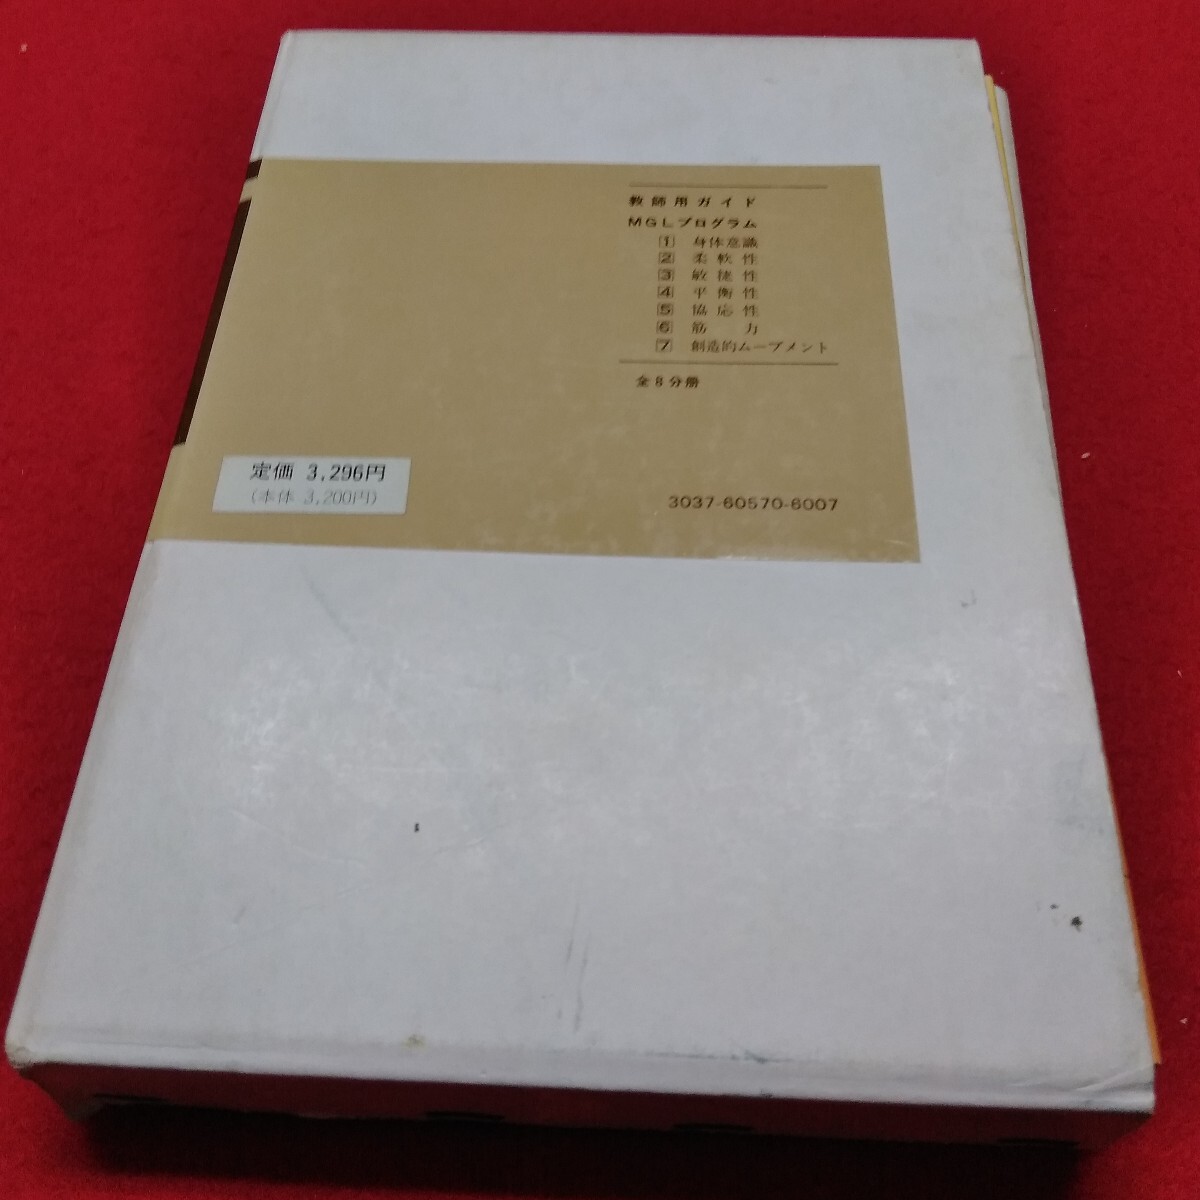 教師用ガイド
MGLプログラム
1 身体意識
2 柔軟性
3 敏捷性
4 平衡性
5 協応性
6 筋力
7 創造的ムーブメント
全8分冊
定価 3,296円
(本体 3,200円)
3037-60570-6007